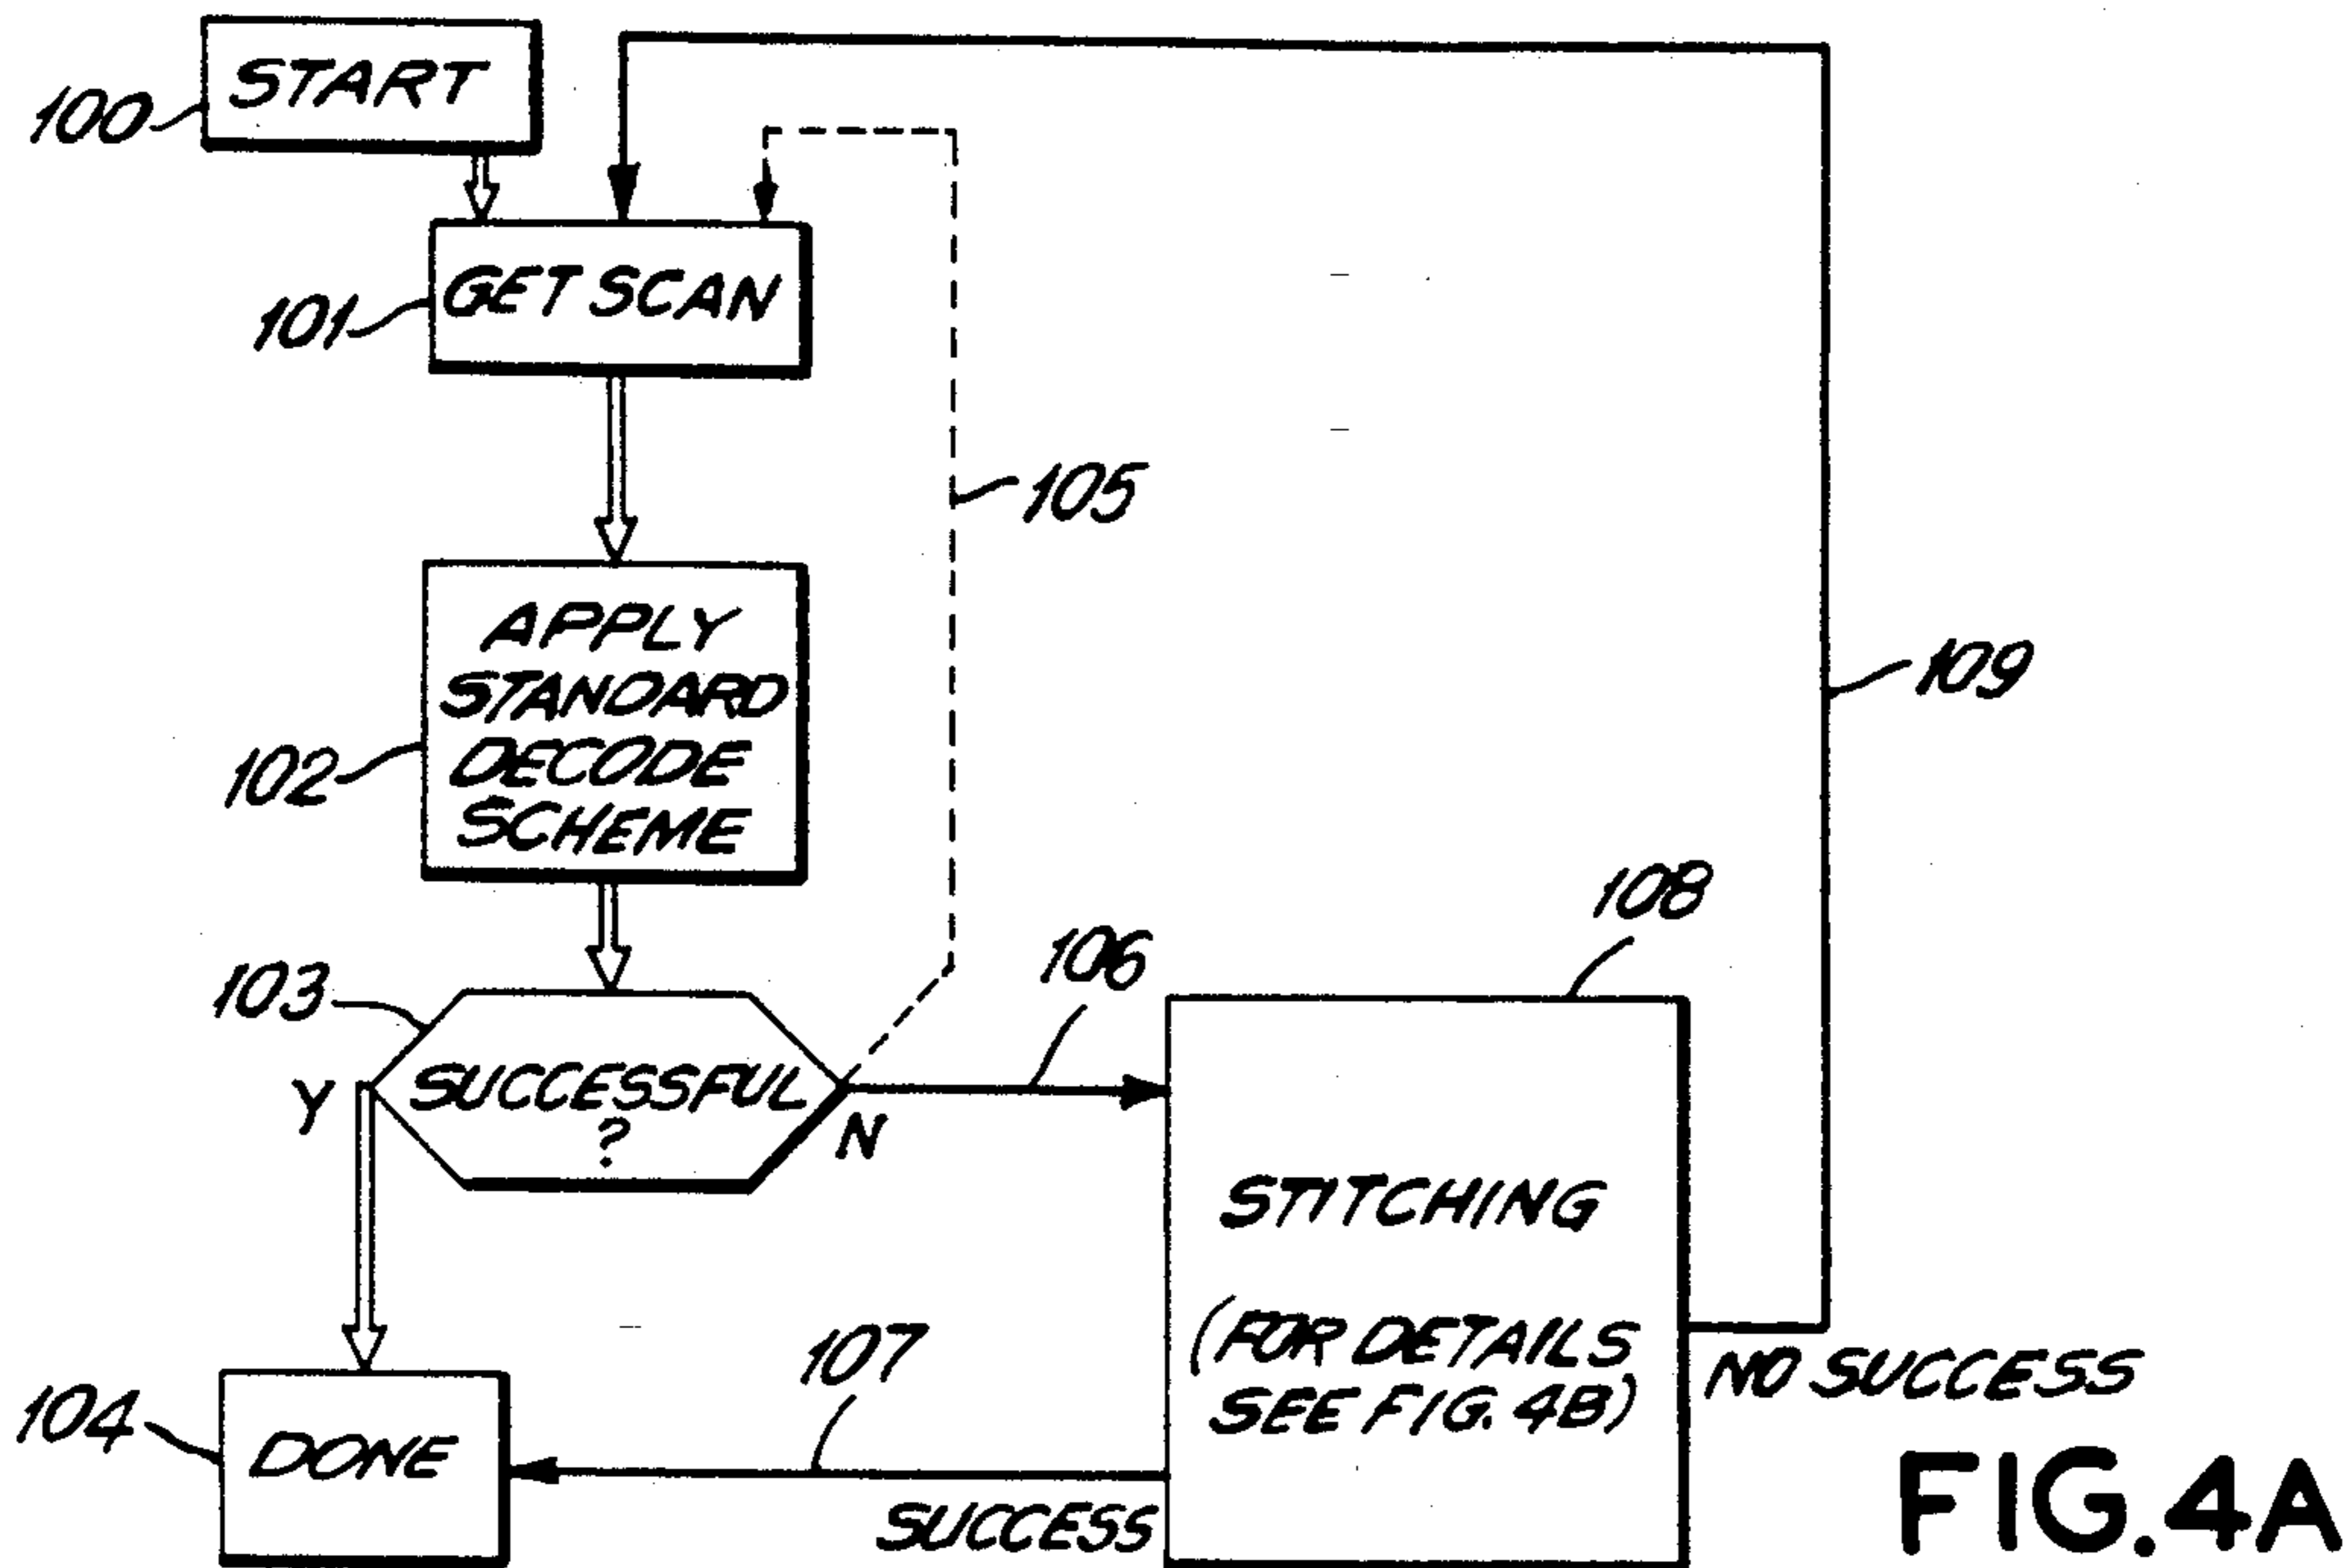 START
100
GET SCAN
101
105
APPLY
STANDARD
DECODE
SCHEME
102
109
108
106
103
SUCCESSFUL
?
Y
N
STITCHING
(FOR DETAILS
SEE FIG. 4B)
107
NO SUCCESS
104
DONE
SUCCESS
FIG.4A